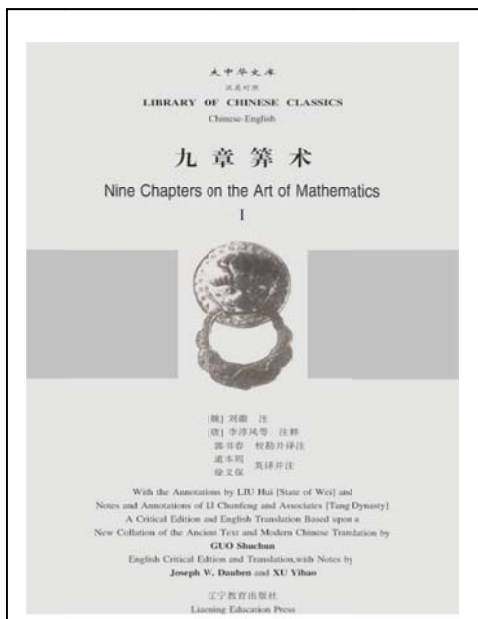 大中华文库
汉英对照
LIBRARY OF CHINESE CLASSICS
Chinese-English
九章筭术
Nine Chapters on the Art of Mathematics
I
[魏] 刘徽 注
[唐] 李淳风等 注释
郭书春 校勘并译注
道本周
徐义保 英译并注
With the Annotations by LIU Hui [State of Wei] and
Notes and Annotations of LI Chunfeng and Associates [Tang Dynasty]
A Critical Edition and English Translation Based upon a
New Collation of the Ancient Text and Modern Chinese Translation by
GUO Shuchun
English Critical Edtion and Translation, with Notes by
Joseph W. Dauben and XU Yibao
辽宁教育出版社
Liaoning Education Press